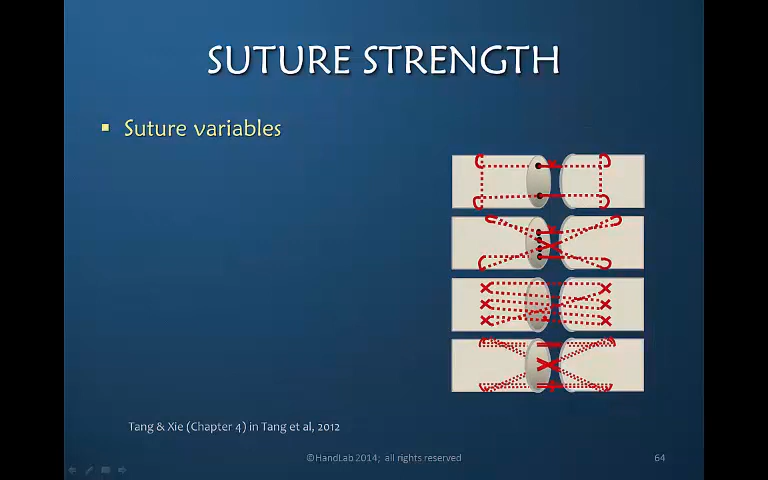 SUTURE STRENGTH
Suture variables
Tang & Xie (Chapter 4) in Tang et al, 2012
©HandLab 2014; all rights reserved
64